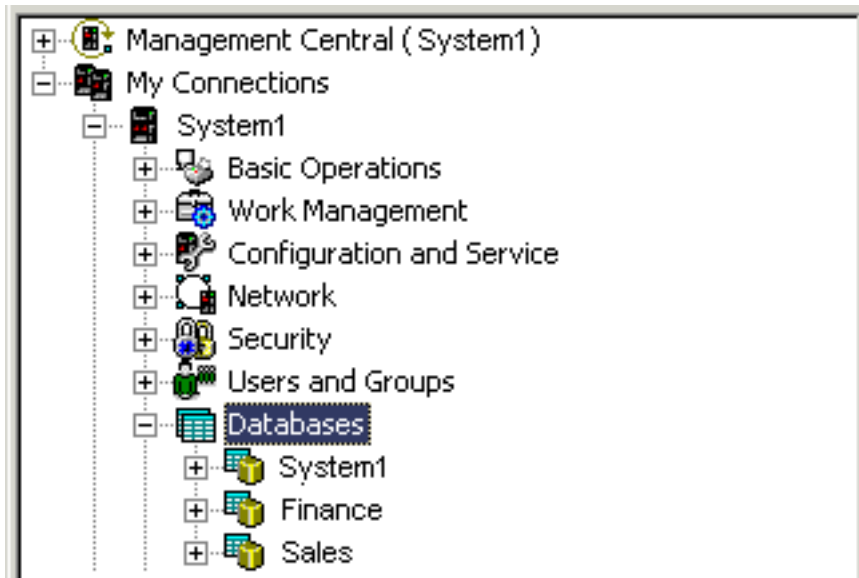 Management Central ( System1)
My Connections
System1
Basic Operations
Work Management
Configuration and Service
Network
Security
Users and Groups
Databases
System1
Finance
Sales